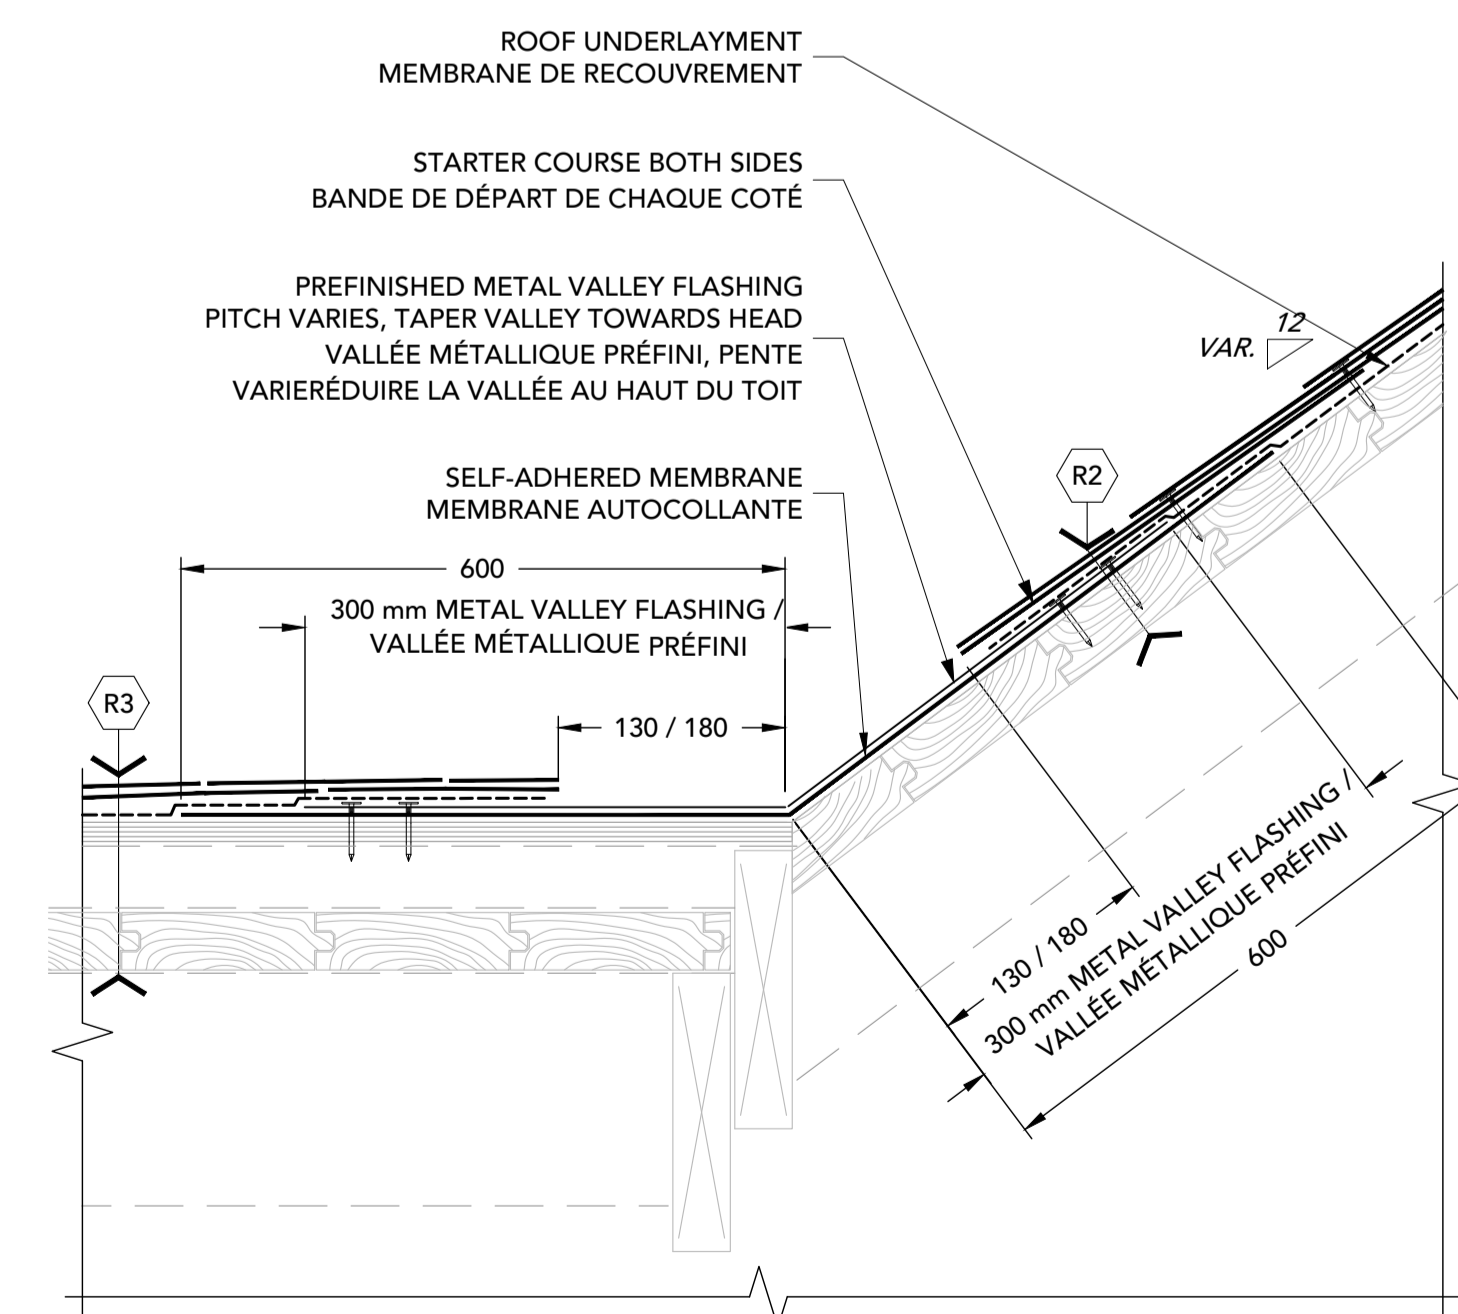 ROOF UNDERLAYMENT
MEMBRANE DE RECOUVREMENT
STARTER COURSE BOTH SIDES
BANDE DE DÉPART DE CHAQUE COTÉ
PREFINISHED METAL VALLEY FLASHING
PITCH VARIES, TAPER VALLEY TOWARDS HEAD
VALLÉE MÉTALLIQUE PRÉFINI, PENTE
VARIERÉDUIRE LA VALLÉE AU HAUT DU TOIT
12
VAR.
SELF-ADHERED MEMBRANE
MEMBRANE AUTOCOLLANTE
R2
600
300 mm METAL VALLEY FLASHING /
VALLÉE MÉTALLIQUE PRÉFINI
R3
130 / 180
130 / 180
300 mm METAL VALLEY FLASHING /
VALLÉE MÉTALLIQUE PRÉFINI
600